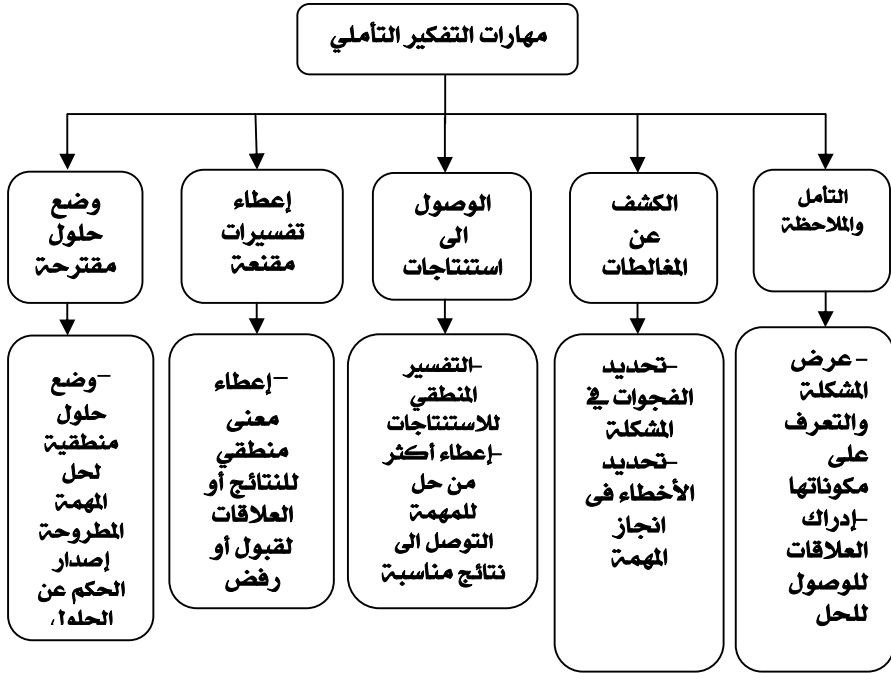 مهارات التفكير التأملي
التأمل
والملاحظة
الكشف
عن
المغالطات
الوصول
الى
استنتاجات
إعطاء
تفسيرات
مقنعة
وضع
حلول
مقترحة
-عرض
المشكلة
والتعرف
على
مكوناتها
-إدراك
العلاقات
للوصول
للحل
-تحديد
الفجوات في
المشكلة
-تحديد
الأخطاء فى
انجاز
المهمة
-التفسير
المنطقي
للاستنتاجات
-إعطاء أكثر
من حل
للمهمة
التوصل الى
نتائج مناسبة
-إعطاء
معنى
منطقي
للنتائج أو
العلاقات
لقبول أو
رفض
-وضع
حلول
منطقية
لحل
المهمة
المطروحة
إصدار
الحكم عن
الحلول